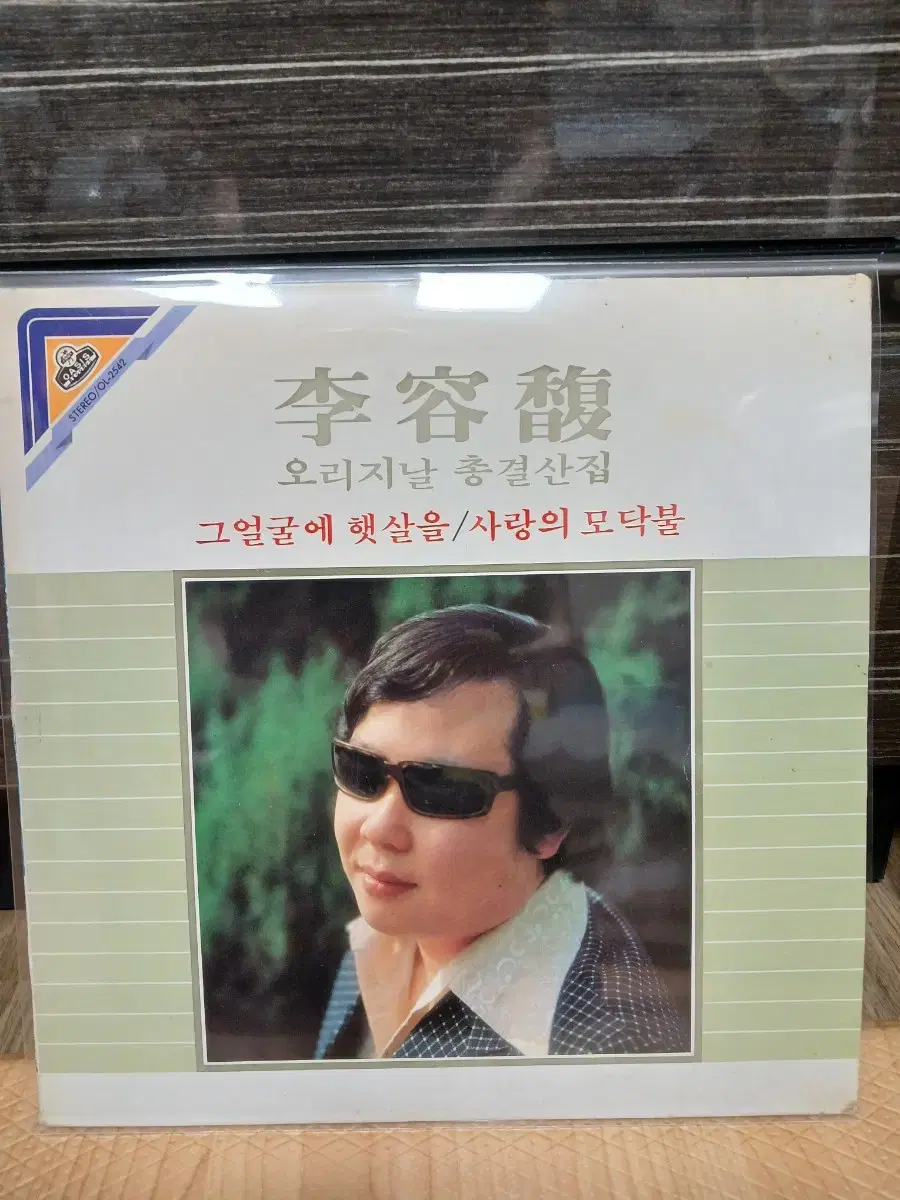 OASIS
STEREO/OL-2542
李容馥
오리지날 총결산집
그얼굴에 햇살을/사랑의 모닥불